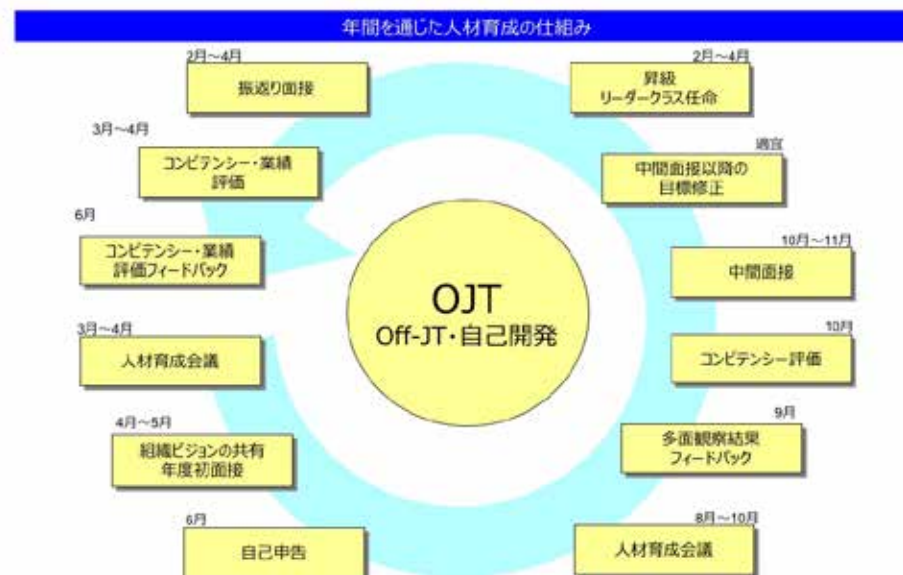 年間を通じた人材育成の仕組み
2月～4月
振返り面接
2月～4月
昇級
リーダークラス任命
3月～4月
コンピテンシー・業績
評価
適宜
中間面接以降の
目標修正
6月
コンピテンシー・業績
評価フィードバック
10月～11月
中間面接
OJT
Off-JT・自己開発
3月～4月
人材育成会議
10月
コンピテンシー評価
4月～5月
組織ビジョンの共有
年度初面接
9月
多面観察結果
フィードバック
6月
自己申告
8月～10月
人材育成会議